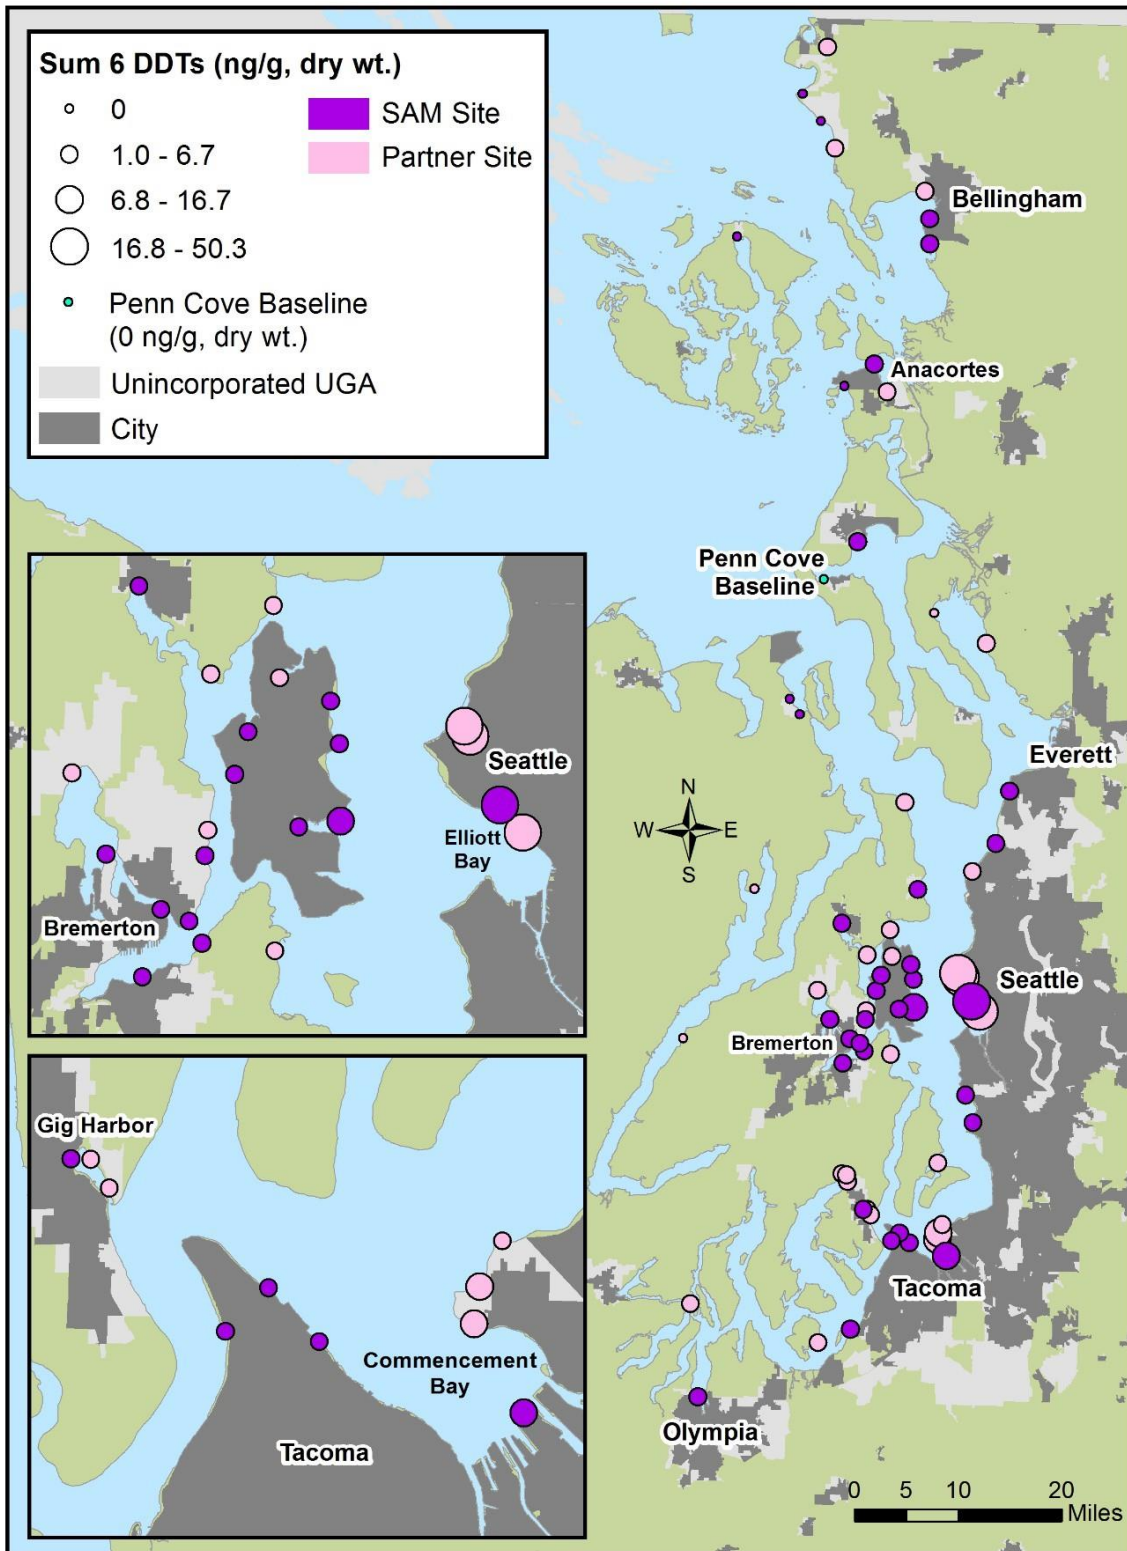 Sum 6 DDTs (ng/g, dry wt.)
0
1.0 - 6.7
6.8 - 16.7
16.8 - 50.3
SAM Site
Partner Site
Penn Cove Baseline
(0 ng/g, dry wt.)
Unincorporated UGA
City
Bellingham
Anacortes
Penn Cove
Baseline
Everett
N
W E
S
Seattle
Bremerton
Tacoma
Olympia
0 5 10 20
Miles
Seattle
Elliott
Bay
Bremerton
Gig Harbor
Commencement
Bay
Tacoma